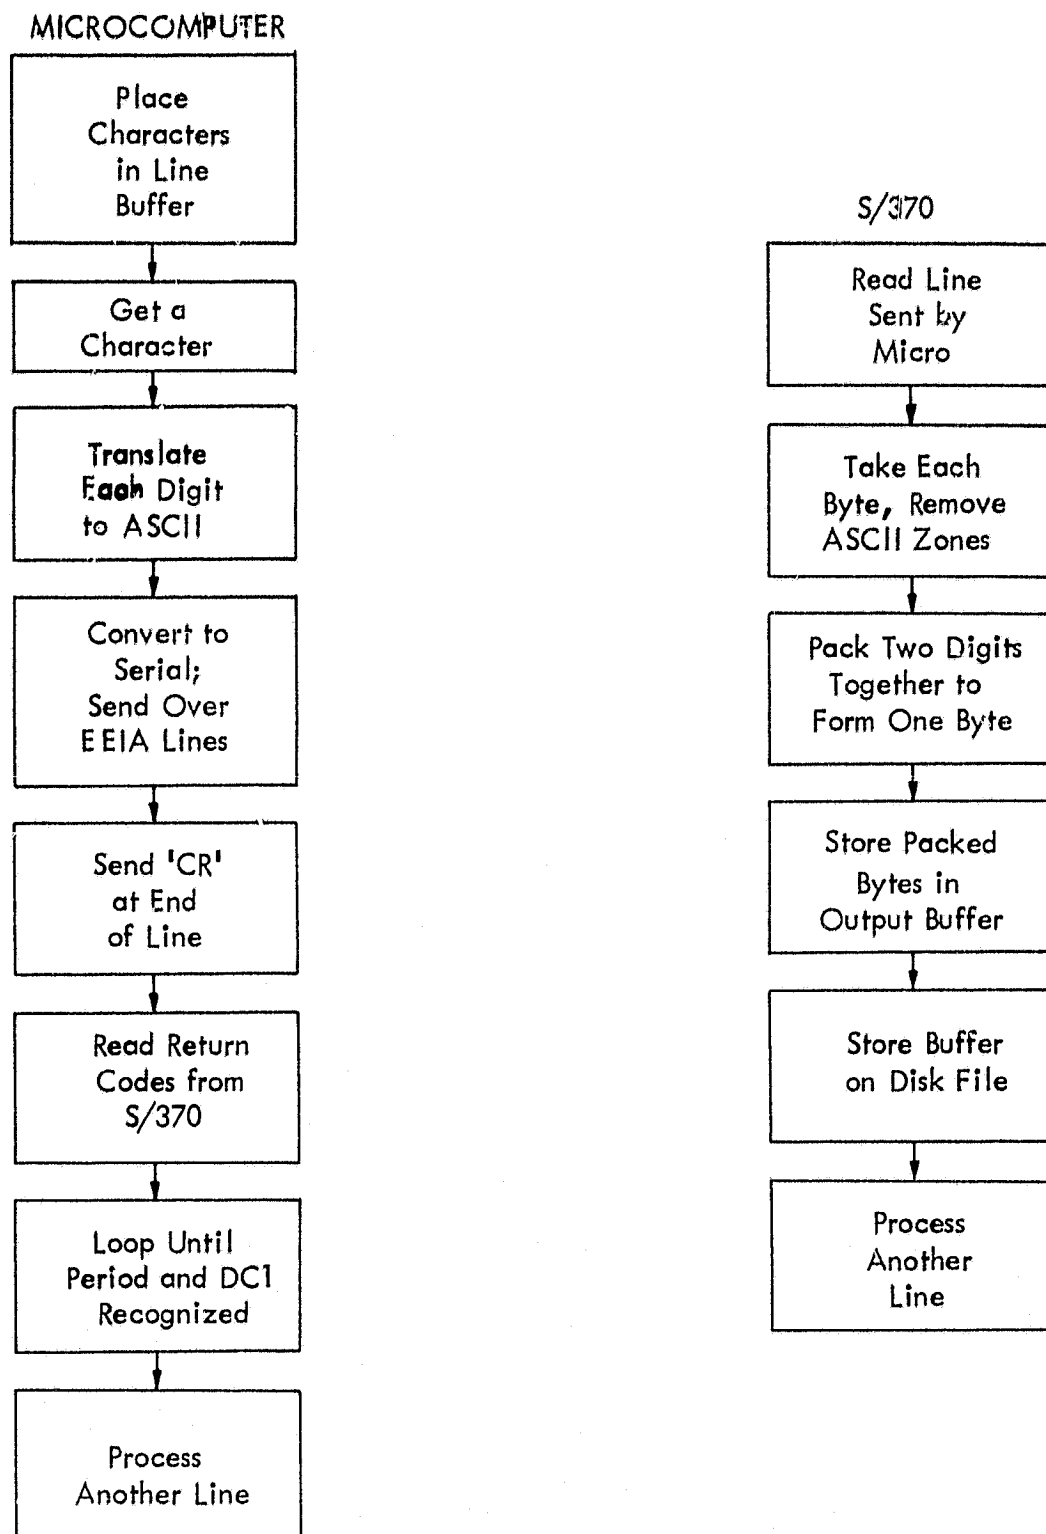 MICROCOMPUTER
Place
Characters
in Line
Buffer
Get a
Character
Translate
Each Digit
to ASCII
Convert to
Serial;
Send Over
EEIA Lines
Send 'CR'
at End
of Line
Read Return
Codes from
S/370
Loop Until
Period and DC1
Recognized
Process
Another Line
S/370
Read Line
Sent by
Micro
Take Each
Byte, Remove
ASCII Zones
Pack Two Digits
Together to
Form One Byte
Store Packed
Bytes in
Output Buffer
Store Buffer
on Disk File
Process
Another
Line